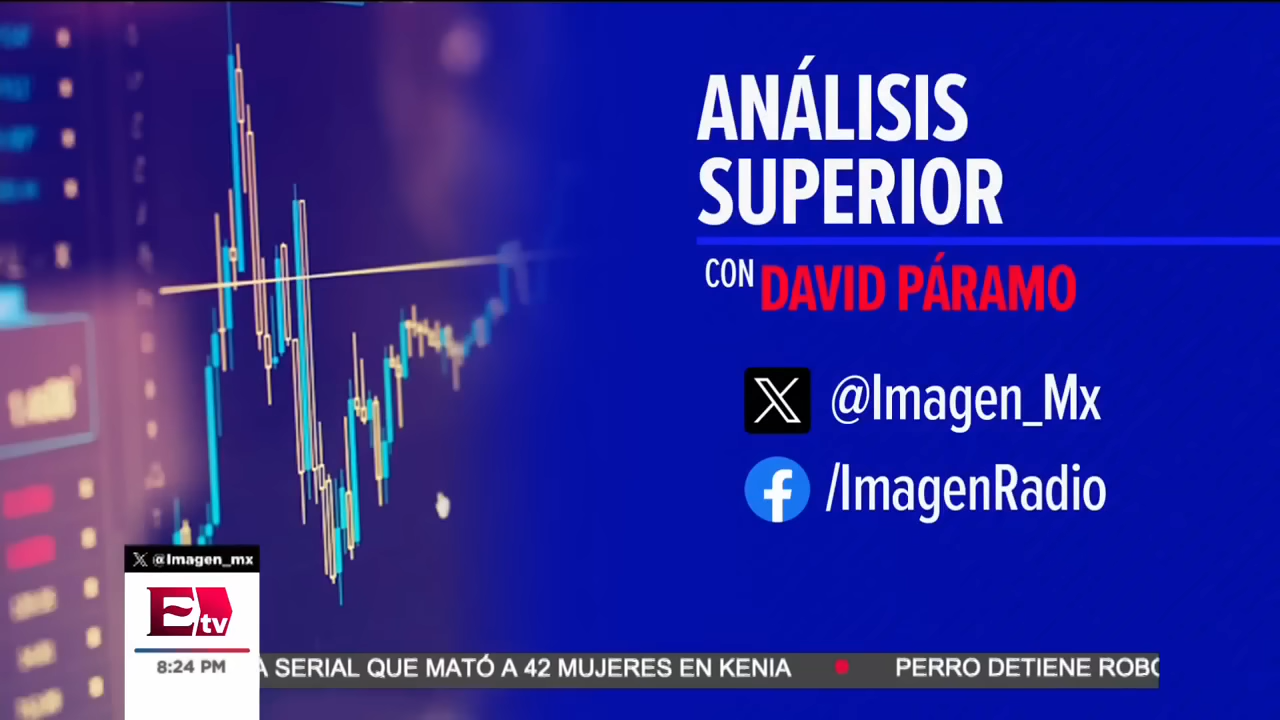 ANÁLISIS
SUPERIOR
CON DAVID PÁRAMO
X @Imagen_Mx
f /ImagenRadio
X @Imagen_mx
E tv
8:24 PM
A SERIAL QUE MATÓ A 42 MUJERES EN KENIA
PERRO DETIENE ROBO